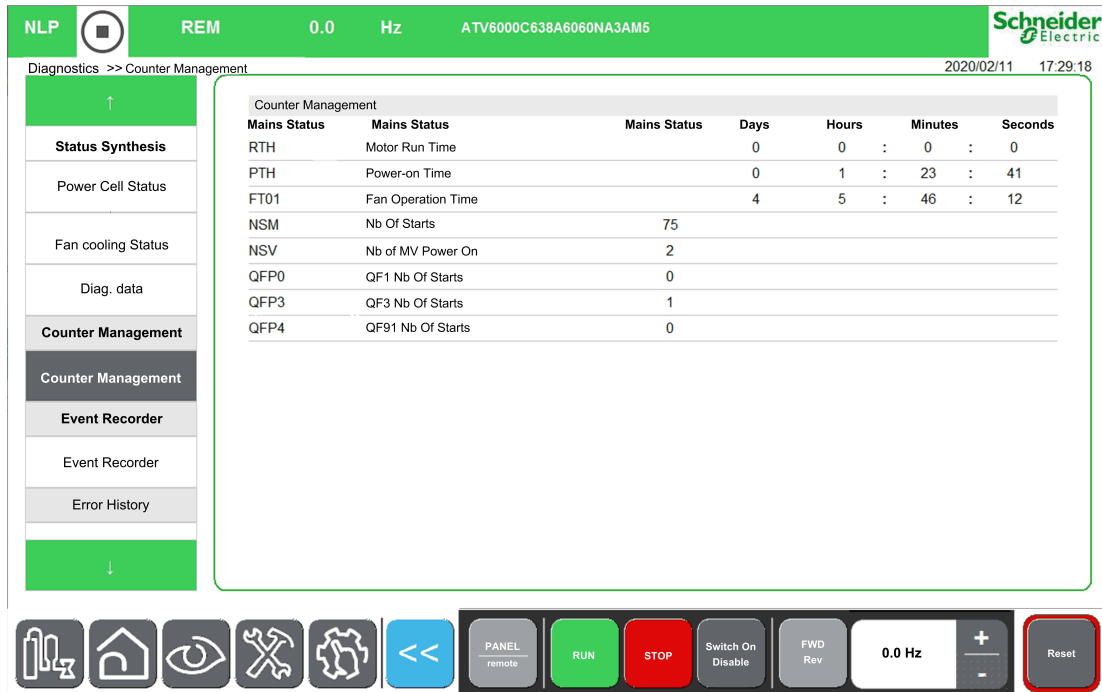 NLP REM 0.0 Hz ATV6000C638A6060NA3AM5 Schneider Electric
Diagnostics >> Counter Management 2020/02/11 17:29:18
↑
Status Synthesis
Power Cell Status
Fan cooling Status
Diag. data
Counter Management
Counter Management
Event Recorder
Event Recorder
Error History
↓
Counter Management
Mains Status Mains Status Mains Status Days Hours Minutes Seconds
RTH Motor Run Time 0 0 : 0 : 0
PTH Power-on Time 0 1 : 23 : 41
FT01 Fan Operation Time 4 5 : 46 : 12
NSM Nb Of Starts 75
NSV Nb of MV Power On 2
QFP0 QF1 Nb Of Starts 0
QFP3 QF3 Nb Of Starts 1
QFP4 QF91 Nb Of Starts 0
<<
PANEL
remote
RUN
STOP
Switch On
Disable
FWD
Rev
0.0 Hz
+
-
Reset